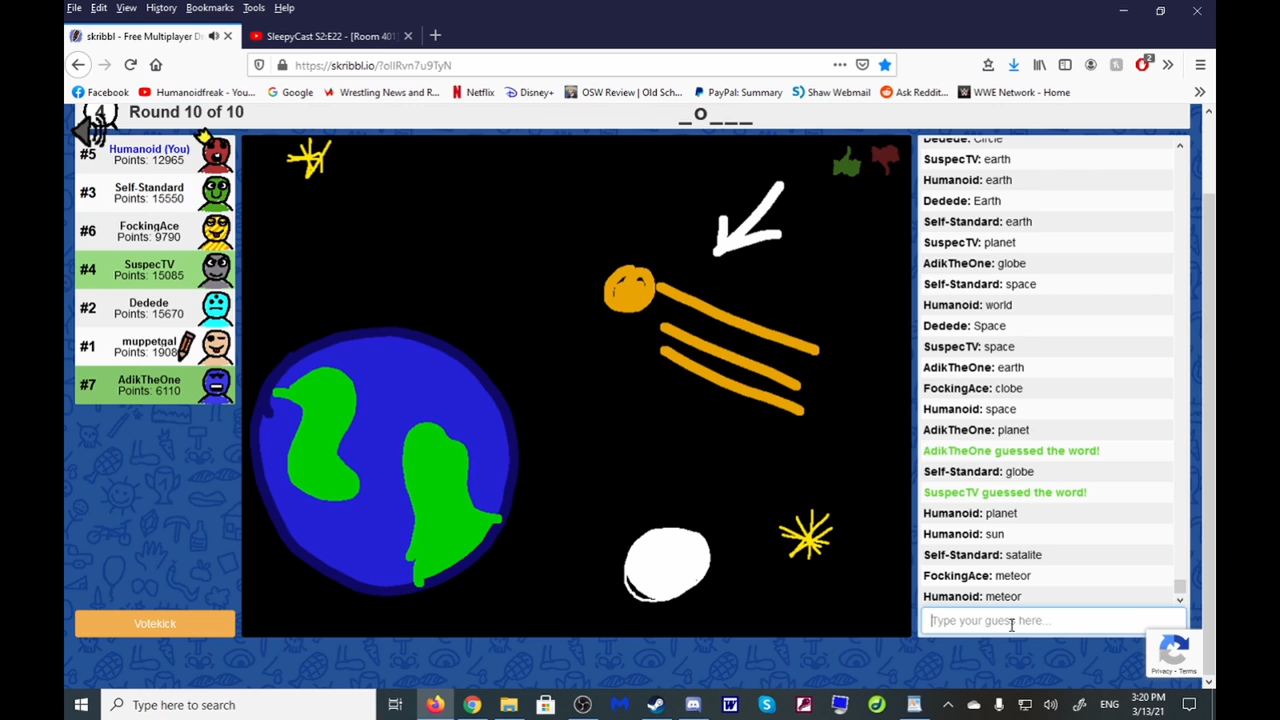 File Edit View History Bookmarks Tools Help
skribbl - Free Multiplayer Dr
SleepyCast S2:E22 - [Room 401
https://skribbl.io/?olIRvn7u9TyN
2
Facebook Humanoidfreak - You... Google Wrestling News and R... Netflix Disney+ OSW Review | Old Sch... PayPal: Summary Shaw Webmail Ask Reddit... WWE Network - Home
4 Round 10 of 10 _o___
#5 Humanoid (You)
Points: 12965
#3 Self-Standard
Points: 15550
#6 FockingAce
Points: 9790
#4 SuspecTV
Points: 15085
#2 Dedede
Points: 15670
#1 muppetgal
Points: 1908
#7 AdikTheOne
Points: 6110
Votekick
Dedede: Circle
SuspecTV: earth
Humanoid: earth
Dedede: Earth
Self-Standard: earth
SuspecTV: planet
AdikTheOne: globe
Self-Standard: space
Humanoid: world
Dedede: Space
SuspecTV: space
AdikTheOne: earth
FockingAce: clobe
Humanoid: space
AdikTheOne: planet
AdikTheOne guessed the word!
Self-Standard: globe
SuspecTV guessed the word!
Humanoid: planet
Humanoid: sun
Self-Standard: satalite
FockingAce: meteor
Humanoid: meteor
Type your guess here...
Privacy - Terms
Type here to search
ENG
3:20 PM
3/13/21